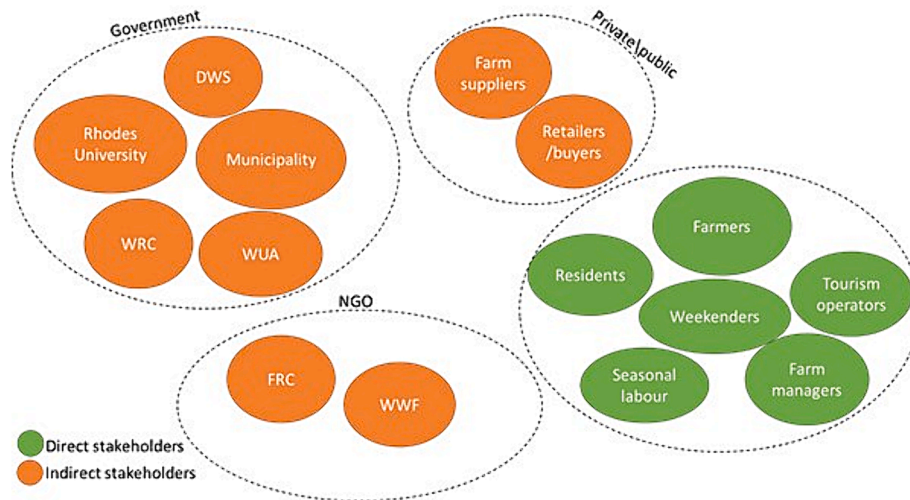 Government
DWS
Rhodes
University
Municipality
WRC
WUA
Private\public
Farm
suppliers
Retailers
/buyers
Farmers
Residents
Tourism
operators
Weekenders
Seasonal
labour
Farm
managers
NGO
FRC
WWF
Direct stakeholders
Indirect stakeholders